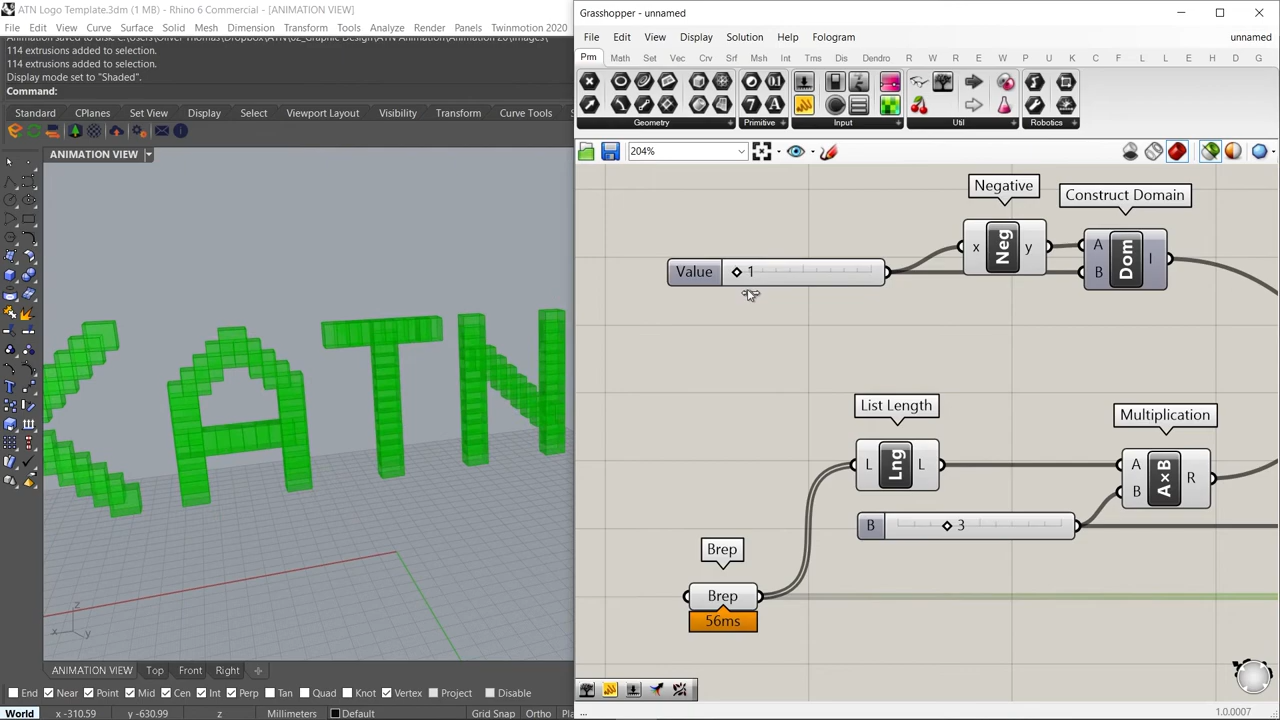 ATN Logo Template.3dm (1 MB) - Rhino 6 Commercial - [ANIMATION VIEW]
File Edit View Curve Surface Solid Mesh Dimension Transform Tools Analyze Render Panels Twinmotion 20
114 extrusions added to selection.
114 extrusions added to selection.
Display mode set to "Shaded".
Command:
Standard CPlanes Set View Display Select Viewport Layout Visibility Transform Curve Tools
ANIMATION VIEW
ATN
z
x
y
ANIMATION VIEW Top Front Right
End Near Point Mid Cen Int Perp Tan Quad Knot Vertex Project Disable
World x -310.59 y -630.99 z Millimeters Default Grid Snap Ortho
Grasshopper - unnamed
File Edit View Display Solution Help Fologram unnamed
Prm Math Set Vec Crv Srf Msh Int Trns Dis Dendro R W R L E W P N U K C F L L E H D G
Geometry Primitive Input Util Robotics
204%
Negative
Construct Domain
Value 1
x Neg y
A B Dom I
List Length
Multiplication
L Lng L
A B A×B R
B 3
Brep
Brep
56ms
...
1.0.0007